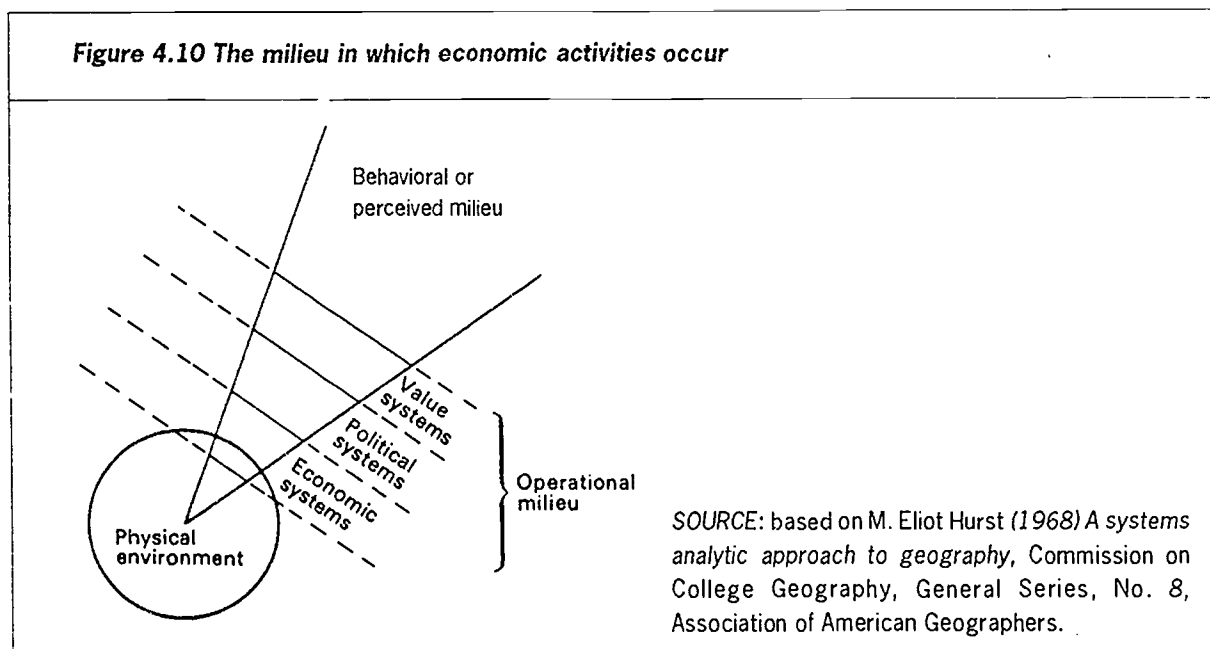 Figure 4.10 The milieu in which economic activities occur
Behavioral or
perceived milieu
Value
systems
Political
systems
Economic
systems
Operational
milieu
Physical
environment
SOURCE: based on M. Eliot Hurst (1968) A systems
analytic approach to geography, Commission on
College Geography, General Series, No. 8,
Association of American Geographers.